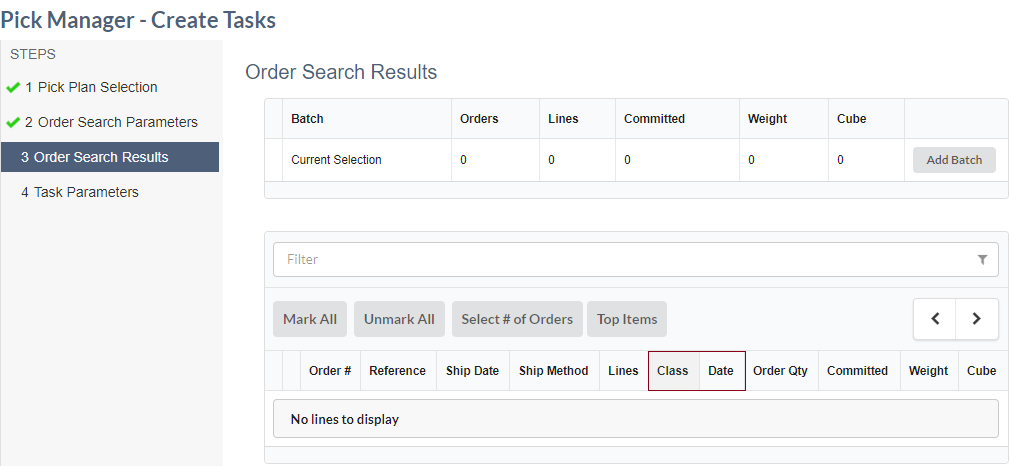 Pick Manager - Create Tasks
STEPS
1 Pick Plan Selection
2 Order Search Parameters
3 Order Search Results
4 Task Parameters
Order Search Results
Batch Orders Lines Committed Weight Cube
Current Selection 0 0 0 0 0 Add Batch
Filter
Mark All Unmark All Select # of Orders Top Items
Order # Reference Ship Date Ship Method Lines Class Date Order Qty Committed Weight Cube
No lines to display